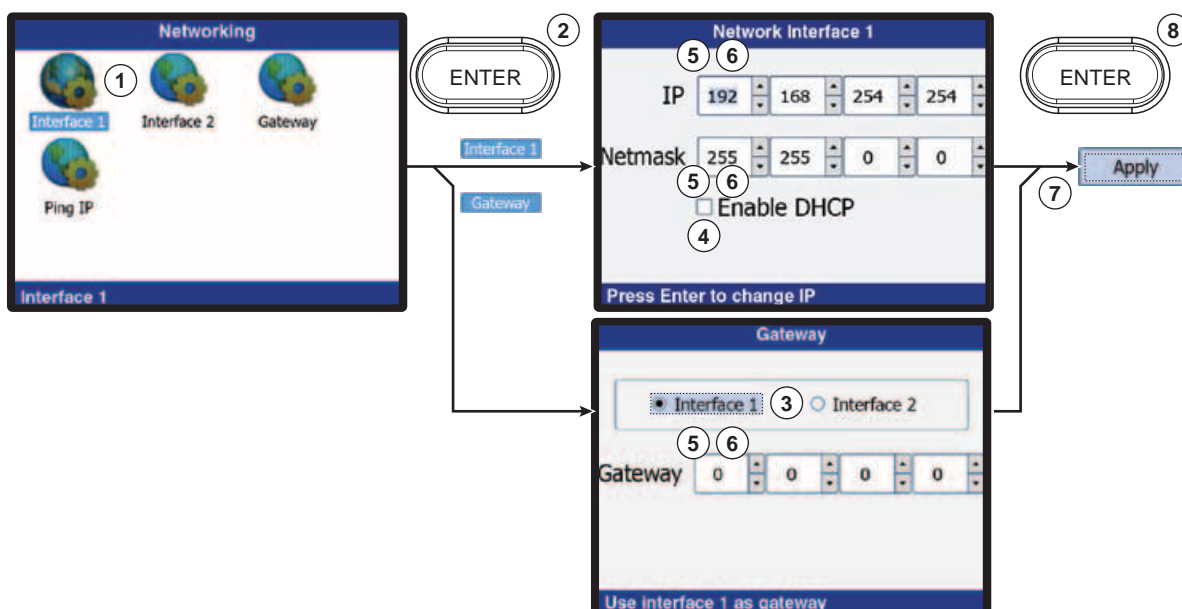 Networking
1
Interface 1
Interface 2
Gateway
Ping IP
Interface 1
2
ENTER
Interface 1
Gateway
Network Interface 1
5 6
IP 192 168 254 254
Netmask 255 255 0 0
5 6
Enable DHCP
4
Press Enter to change IP
Gateway
Interface 1 3 Interface 2
5 6
Gateway 0 0 0 0
Use interface 1 as gateway
7
Apply
8
ENTER